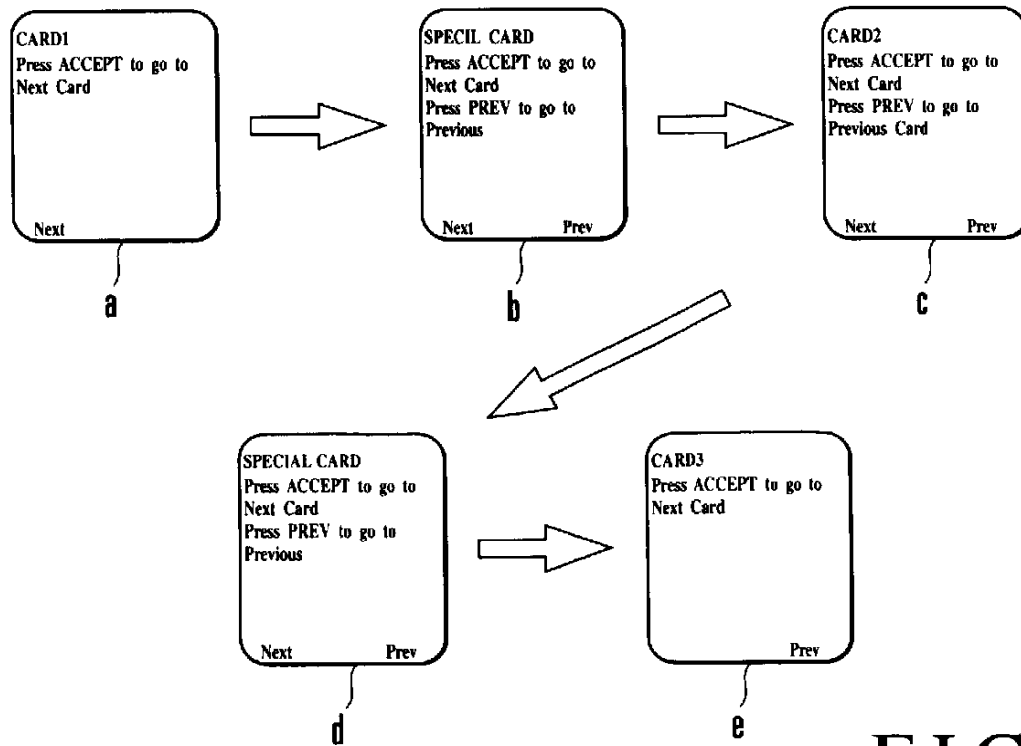 CARD1
Press ACCEPT to go to
Next Card
Next
a
SPECIL CARD
Press ACCEPT to go to
Next Card
Press PREV to go to
Previous
Next Prev
b
CARD2
Press ACCEPT to go to
Next Card
Press PREV to go to
Previous Card
Next Prev
c
SPECIAL CARD
Press ACCEPT to go to
Next Card
Press PREV to go to
Previous
Next Prev
d
CARD3
Press ACCEPT to go to
Next Card
Prev
e